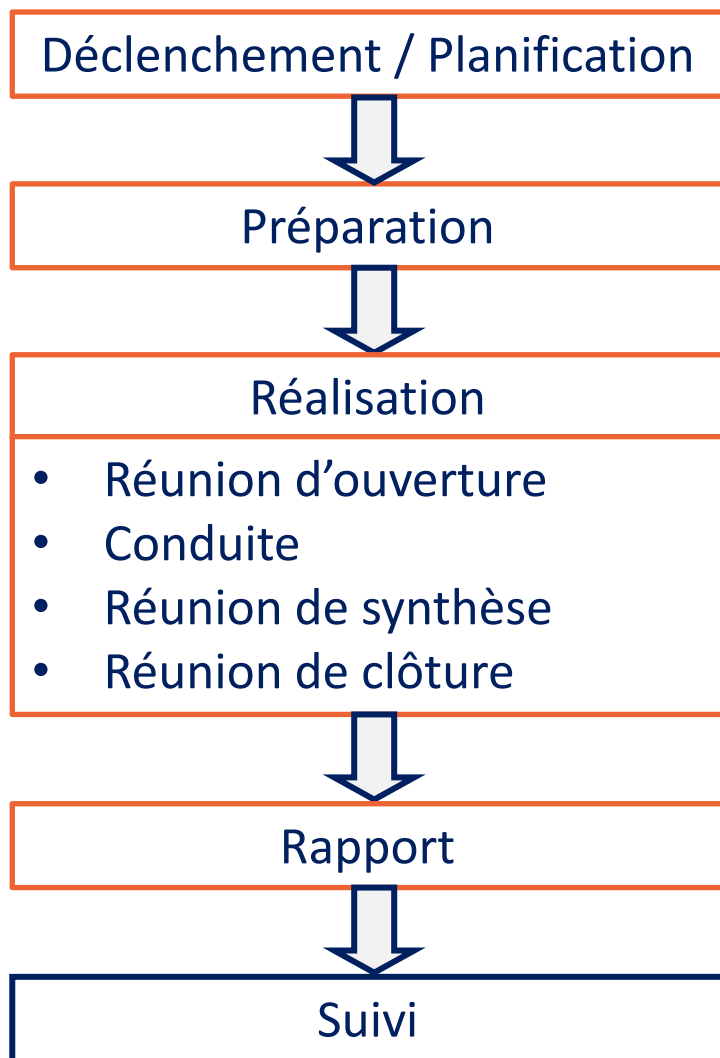 Déclenchement / Planification
Préparation
Réalisation
• Réunion d’ouverture
• Conduite
• Réunion de synthèse
• Réunion de clôture
Rapport
Suivi